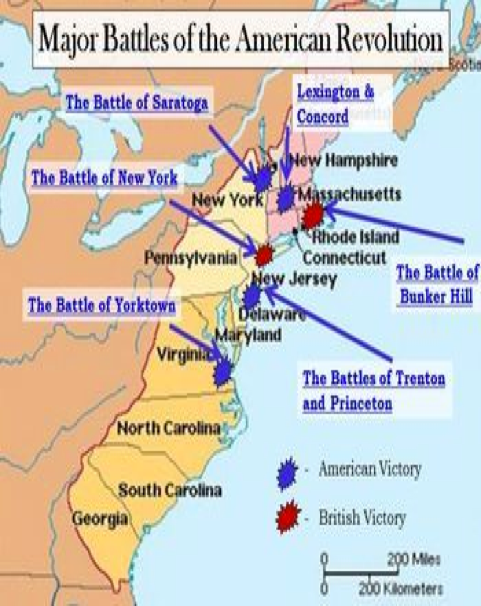 Major Battles of the American Revolution
The Battle of Saratoga
Lexington &
Concord
The Battle of New York
New Hampshire
New York
Massachusetts
Rhode Island
Connecticut
Pennsylvania
New Jersey
The Battle of
Bunker Hill
The Battle of Yorktown
Delaware
Maryland
Virginia
The Battles of Trenton
and Princeton
North Carolina
South Carolina
Georgia
- American Victory
- British Victory
0 200 Miles
0 200 Kilometers